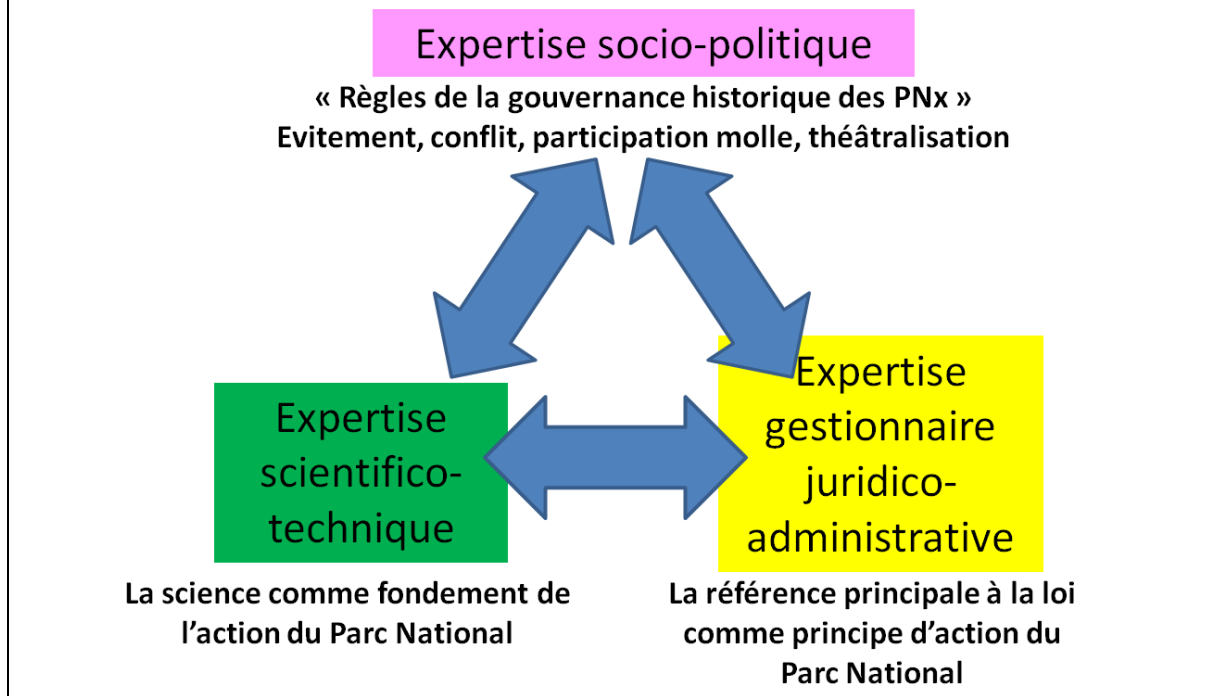 Expertise socio-politique
« Règles de la gouvernance historique des PNx »
Evitement, conflit, participation molle, théâtralisation
Expertise
scientifico-
technique
La science comme fondement de
l’action du Parc National
Expertise
gestionnaire
juridico-
administrative
La référence principale à la loi
comme principe d’action du
Parc National